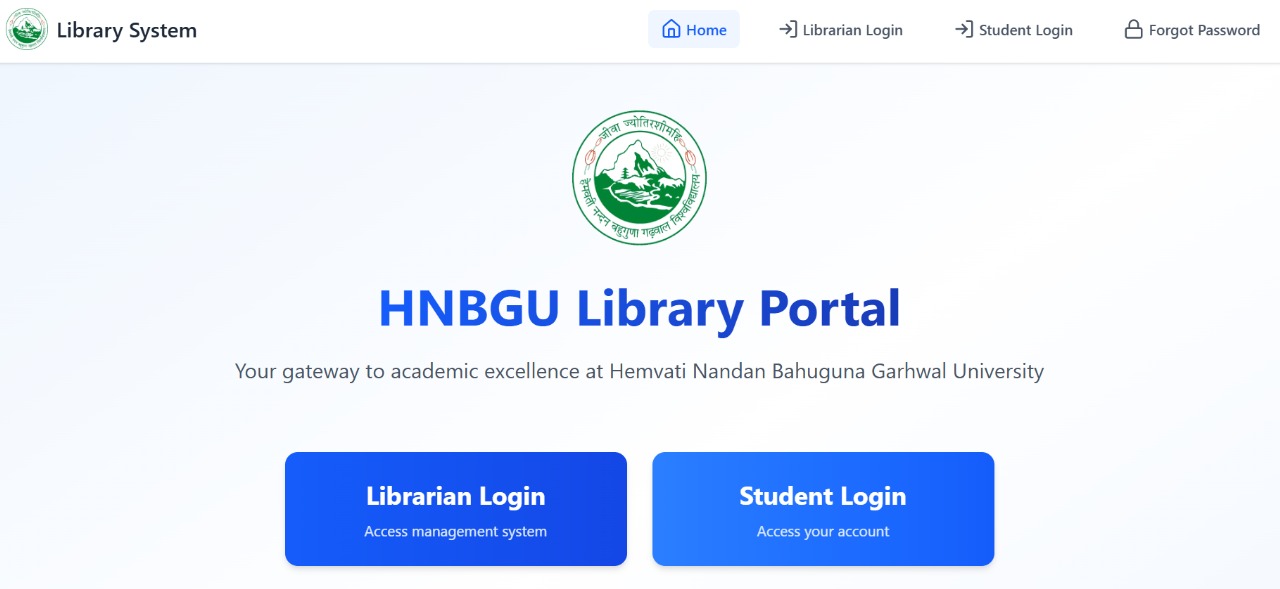 Library System
Home
Librarian Login
Student Login
Forgot Password
जीवा ज्योतिरशीमहि
हेमवती नन्दन बहुगुणा गढ़वाल विश्वविद्यालय
HNBGU Library Portal
Your gateway to academic excellence at Hemvati Nandan Bahuguna Garhwal University
Librarian Login
Access management system
Student Login
Access your account